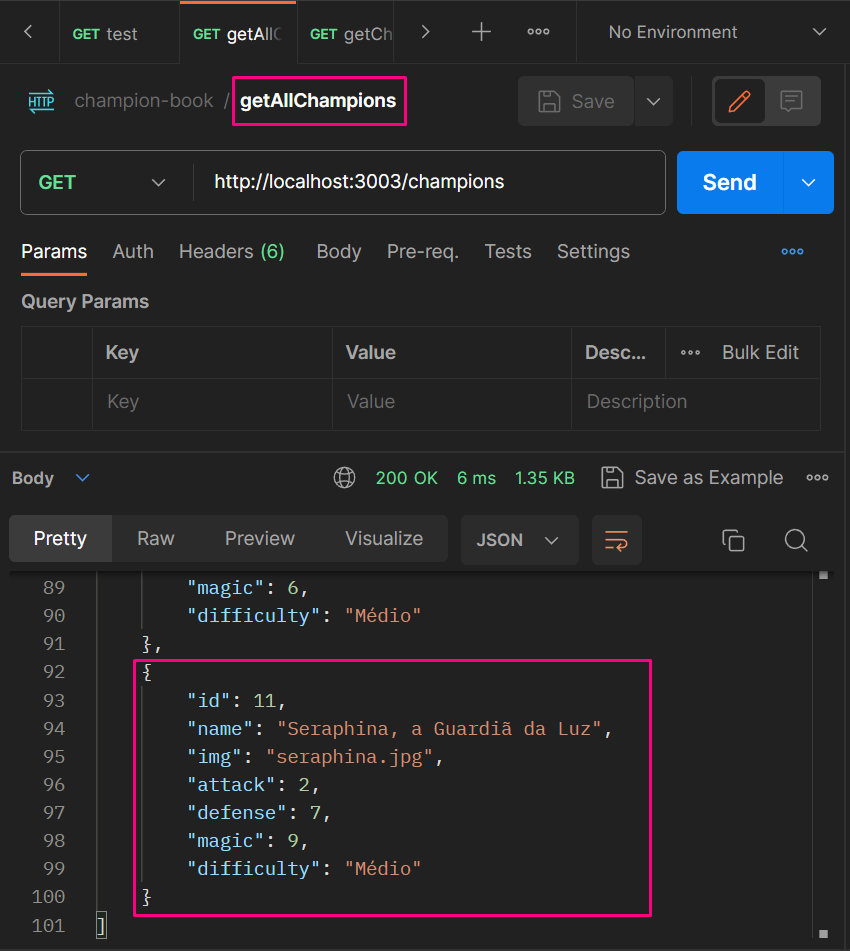 GET test GET getAllC GET getCh No Environment
HTTP champion-book / getAllChampions Save
GET http://localhost:3003/champions Send
Params Auth Headers (6) Body Pre-req. Tests Settings
Query Params
Key Value Desc... Bulk Edit
Key Value Description
Body 200 OK 6 ms 1.35 KB Save as Example
Pretty Raw Preview Visualize JSON
89 "magic": 6,
90 "difficulty": "Médio"
91 },
92 {
93 "id": 11,
94 "name": "Seraphina, a Guardiã da Luz",
95 "img": "seraphina.jpg",
96 "attack": 2,
97 "defense": 7,
98 "magic": 9,
99 "difficulty": "Médio"
100 }
101 ]